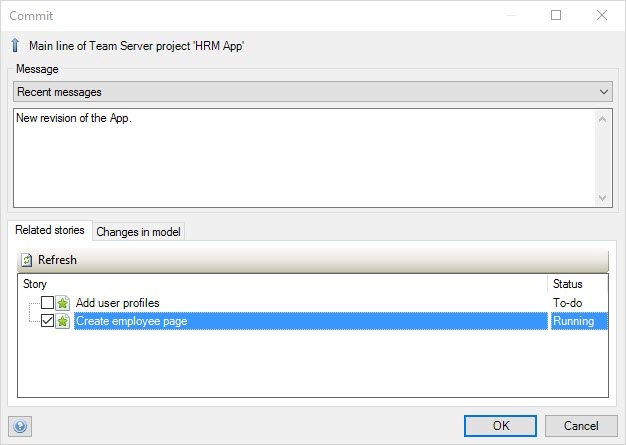 Commit
Main line of Team Server project 'HRM App'
Message
Recent messages
New revision of the App.
Related stories
Changes in model
Refresh
Story Status
Add user profiles To-do
Create employee page Running
OK Cancel